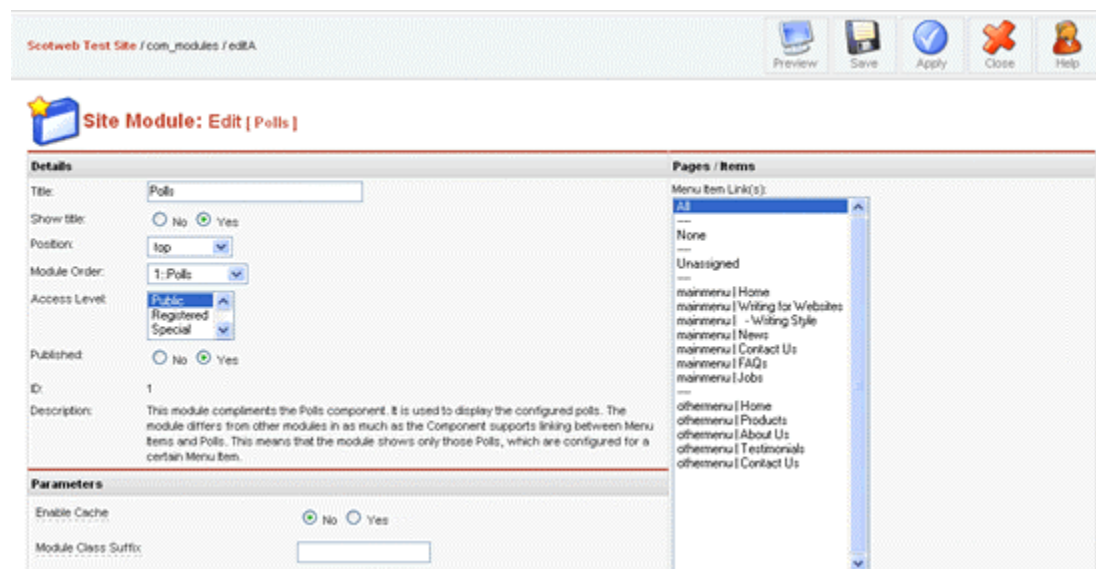 Scotweb Test Site / com_modules / editA
Preview Save Apply Close Help
Site Module: Edit [ Polls ]
Details
Title: Polls
Show title: No Yes
Position: top
Module Order: 1::Polls
Access Level: Public
Registered
Special
Published: No Yes
ID: 1
Description: This module compliments the Polls component. It is used to display the configured polls. The
module differs from other modules in as much as the Component supports linking between Menu
Items and Polls. This means that the module shows only those Polls, which are configured for a
certain Menu Item.
Parameters
Enable Cache No Yes
Module Class Suffix
Pages / Items
Menu Item Link(s):
All
----
None
----
Unassigned
----
mainmenu | Home
mainmenu | Writing for Websites
mainmenu | - Writing Style
mainmenu | News
mainmenu | Contact Us
mainmenu | FAQs
mainmenu | Jobs
----
othermenu | Home
othermenu | Products
othermenu | About Us
othermenu | Testimonials
othermenu | Contact Us